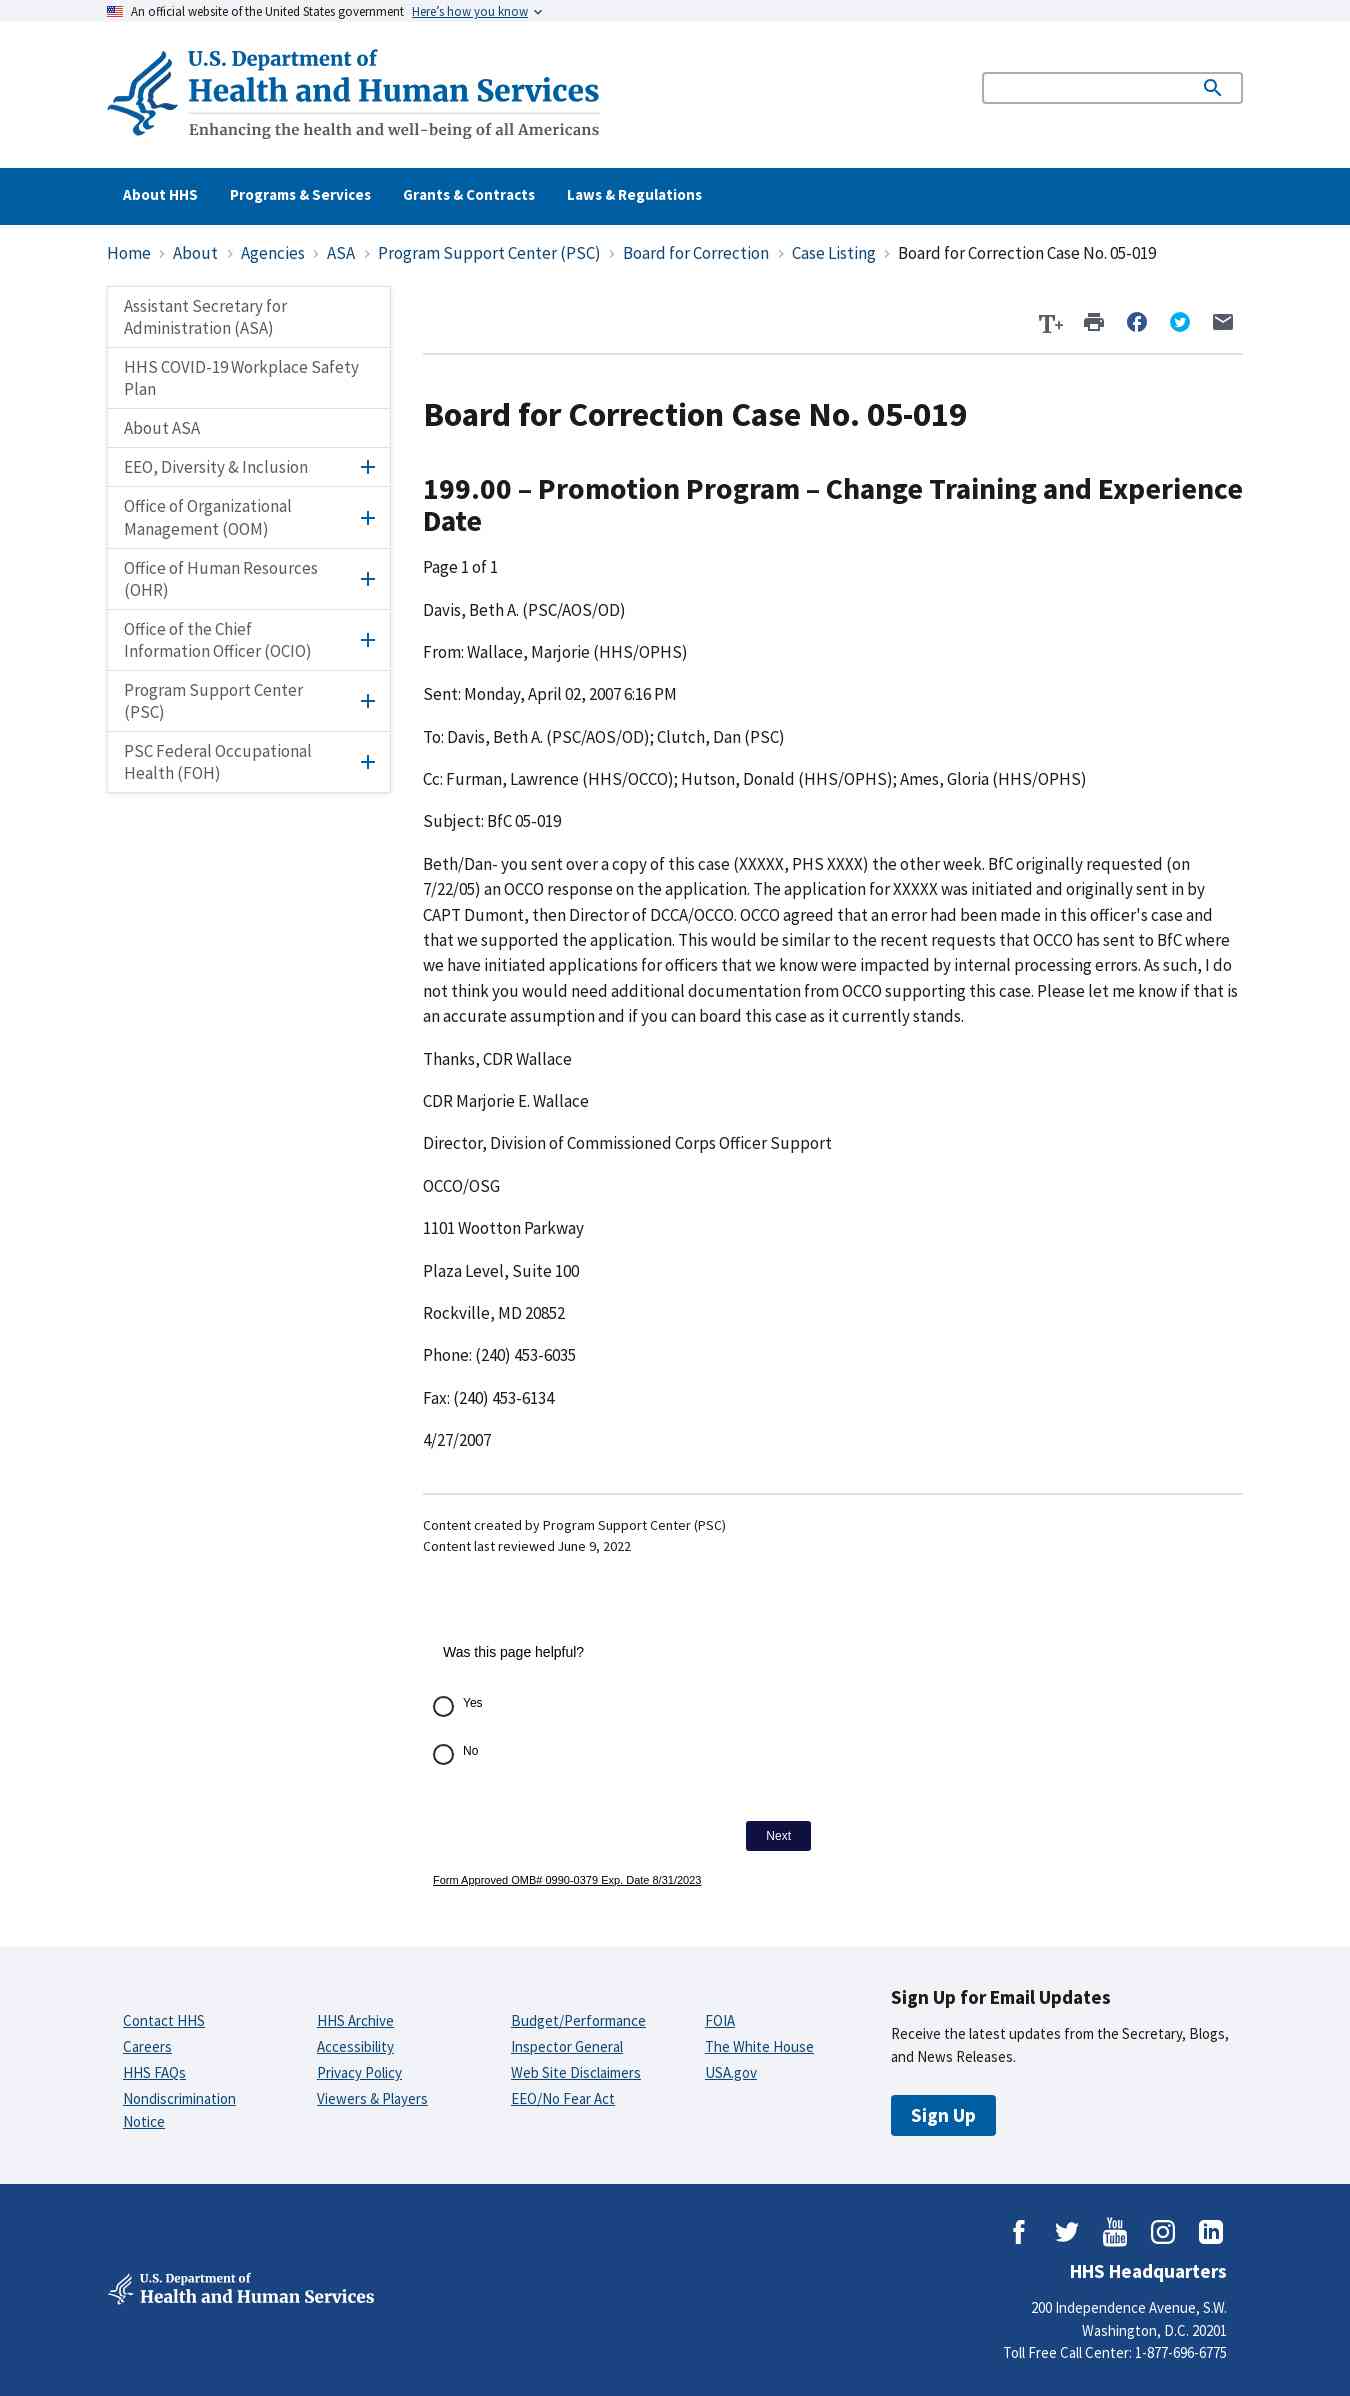 An official website of the United States government Here's how you know
U.S. Department of
Health and Human Services
Enhancing the health and well-being of all Americans
About HHS Programs & Services Grants & Contracts Laws & Regulations
Home About Agencies ASA Program Support Center (PSC) Board for Correction Case Listing Board for Correction Case No. 05-019
Assistant Secretary for
Administration (ASA)
HHS COVID-19 Workplace Safety
Plan
About ASA
EEO, Diversity & Inclusion
Office of Organizational
Management (OOM)
Office of Human Resources
(OHR)
Office of the Chief
Information Officer (OCIO)
Program Support Center
(PSC)
PSC Federal Occupational
Health (FOH)
T+
Board for Correction Case No. 05-019
199.00 – Promotion Program – Change Training and Experience
Date
Page 1 of 1
Davis, Beth A. (PSC/AOS/OD)
From: Wallace, Marjorie (HHS/OPHS)
Sent: Monday, April 02, 2007 6:16 PM
To: Davis, Beth A. (PSC/AOS/OD); Clutch, Dan (PSC)
Cc: Furman, Lawrence (HHS/OCCO); Hutson, Donald (HHS/OPHS); Ames, Gloria (HHS/OPHS)
Subject: BfC 05-019
Beth/Dan- you sent over a copy of this case (XXXXX, PHS XXXX) the other week. BfC originally requested (on
7/22/05) an OCCO response on the application. The application for XXXXX was initiated and originally sent in by
CAPT Dumont, then Director of DCCA/OCCO. OCCO agreed that an error had been made in this officer's case and
that we supported the application. This would be similar to the recent requests that OCCO has sent to BfC where
we have initiated applications for officers that we know were impacted by internal processing errors. As such, I do
not think you would need additional documentation from OCCO supporting this case. Please let me know if that is
an accurate assumption and if you can board this case as it currently stands.
Thanks, CDR Wallace
CDR Marjorie E. Wallace
Director, Division of Commissioned Corps Officer Support
OCCO/OSG
1101 Wootton Parkway
Plaza Level, Suite 100
Rockville, MD 20852
Phone: (240) 453-6035
Fax: (240) 453-6134
4/27/2007
Content created by Program Support Center (PSC)
Content last reviewed June 9, 2022
Was this page helpful?
Yes
No
Next
Form Approved OMB# 0990-0379 Exp. Date 8/31/2023
Contact HHS
Careers
HHS FAQs
Nondiscrimination
Notice
HHS Archive
Accessibility
Privacy Policy
Viewers & Players
Budget/Performance
Inspector General
Web Site Disclaimers
EEO/No Fear Act
FOIA
The White House
USA.gov
Sign Up for Email Updates
Receive the latest updates from the Secretary, Blogs,
and News Releases.
Sign Up
You
Tube
U.S. Department of
Health and Human Services
HHS Headquarters
200 Independence Avenue, S.W.
Washington, D.C. 20201
Toll Free Call Center: 1-877-696-6775